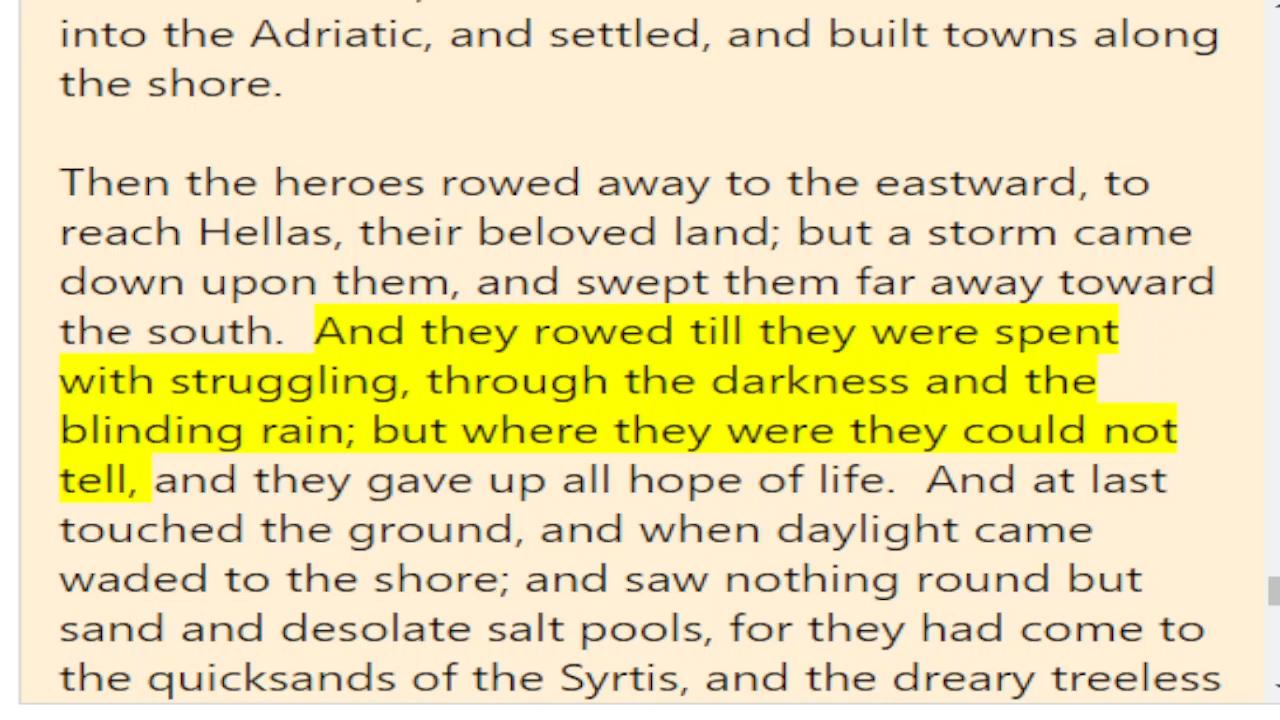 into the Adriatic, and settled, and built towns along
the shore.
Then the heroes rowed away to the eastward, to
reach Hellas, their beloved land; but a storm came
down upon them, and swept them far away toward
the south.  And they rowed till they were spent
with struggling, through the darkness and the
blinding rain; but where they were they could not
tell, and they gave up all hope of life.  And at last
touched the ground, and when daylight came
waded to the shore; and saw nothing round but
sand and desolate salt pools, for they had come to
the quicksands of the Syrtis, and the dreary treeless